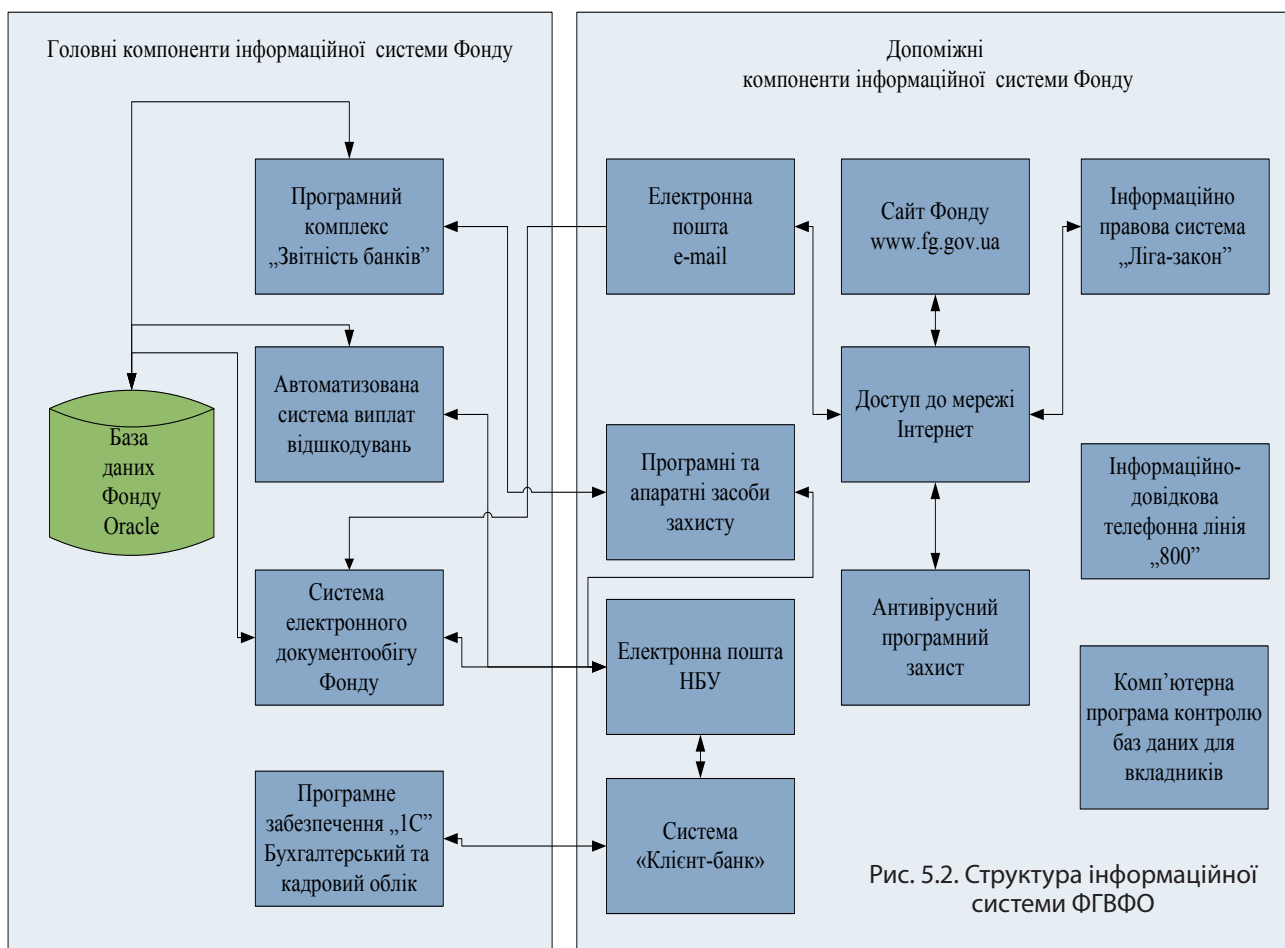 Головні компоненти інформаційної системи Фонду
Програмний
комплекс
„Звітність банків”
Автоматизована
система виплат
відшкодувань
База
даних
Фонду
Oracle
Система
електронного
документообігу
Фонду
Програмне
забезпечення „1С”
Бухгалтерський та
кадровий облік
Допоміжні
компоненти інформаційної системи Фонду
Електронна
пошта
e-mail
Сайт Фонду
www.fg.gov.ua
Інформаційно
правова система
„Ліга-закон”
Доступ до мережі
Інтернет
Програмні та
апаратні засоби
захисту
Інформаційно-
довідкова
телефонна лінія
„800”
Антивірусний
програмний
захист
Електронна пошта
НБУ
Комп’ютерна
програма контролю
баз даних для
вкладників
Система
«Клієнт-банк»
Рис. 5.2. Структура інформаційної
системи ФГВФО